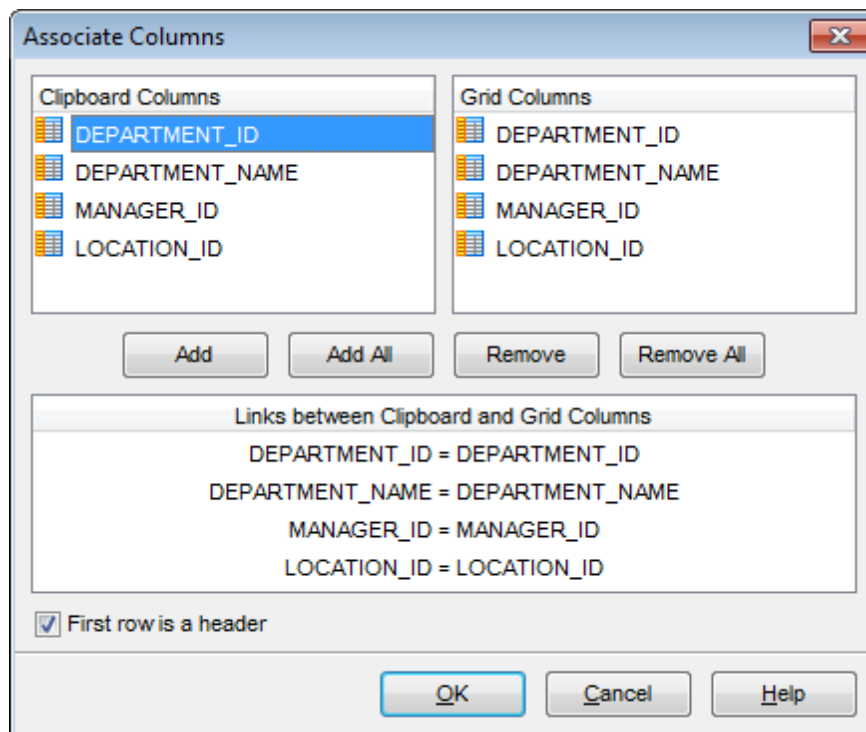 Associate Columns
Clipboard Columns
DEPARTMENT_ID
DEPARTMENT_NAME
MANAGER_ID
LOCATION_ID
Grid Columns
DEPARTMENT_ID
DEPARTMENT_NAME
MANAGER_ID
LOCATION_ID
Add Add All Remove Remove All
Links between Clipboard and Grid Columns
DEPARTMENT_ID = DEPARTMENT_ID
DEPARTMENT_NAME = DEPARTMENT_NAME
MANAGER_ID = MANAGER_ID
LOCATION_ID = LOCATION_ID
First row is a header
OK Cancel Help